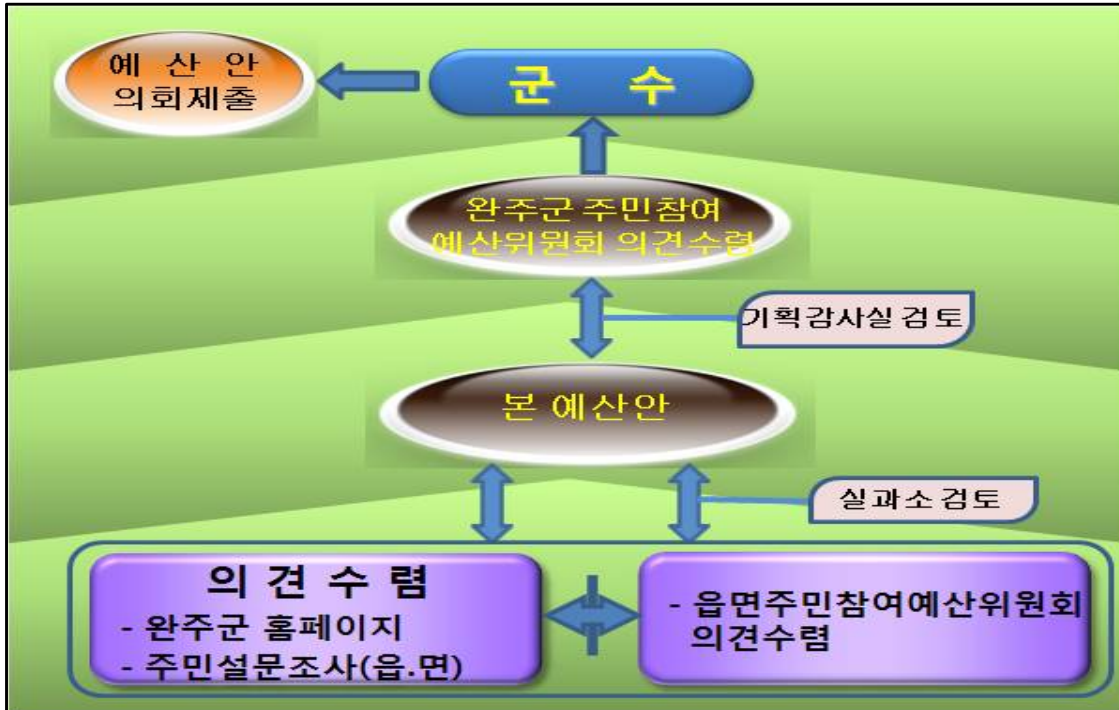 예 산 안
의회제출
군 수
완주군 주민참여
예산위원회 의견수렴
기획감사실 검토
본 예산안
실과소 검토
의 견 수 렴
- 완주군 홈페이지
- 주민설문조사(읍.면)
- 읍면주민참여예산위원회
의견수렴